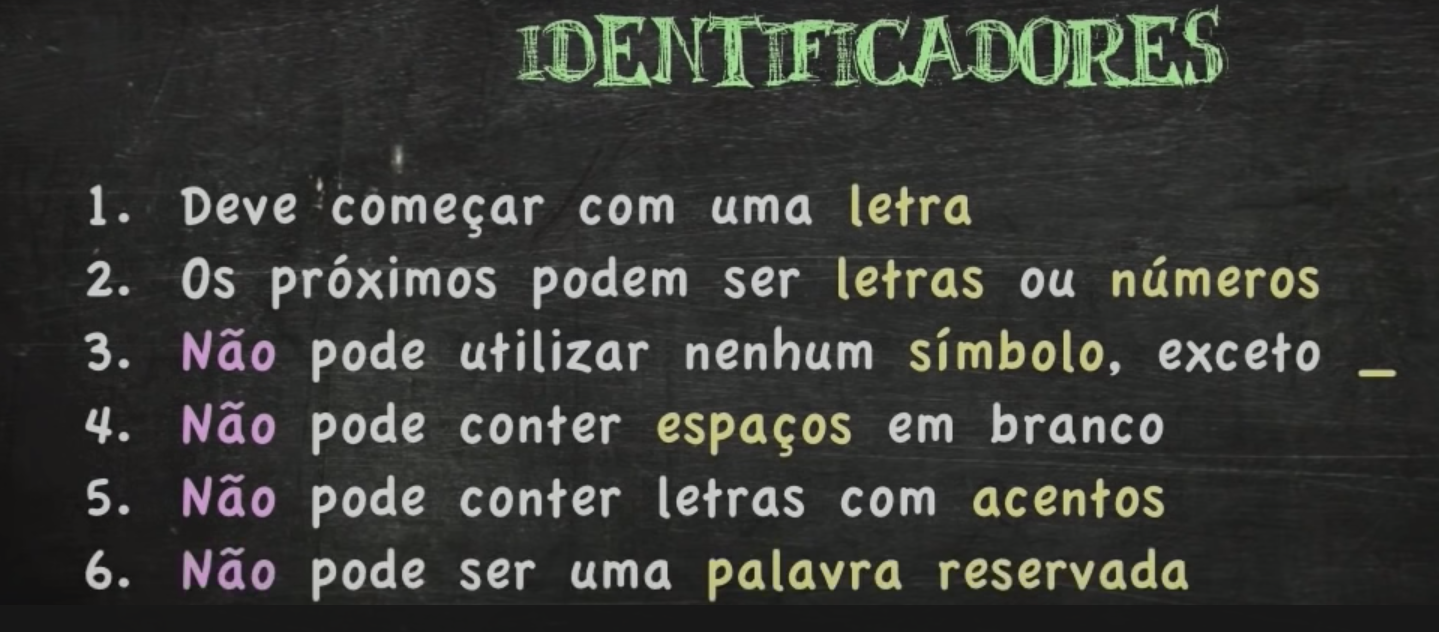 IDENTIFICADORES
1. Deve começar com uma letra
2. Os próximos podem ser letras ou números
3. Não pode utilizar nenhum símbolo, exceto _
4. Não pode conter espaços em branco
5. Não pode conter letras com acentos
6. Não pode ser uma palavra reservada